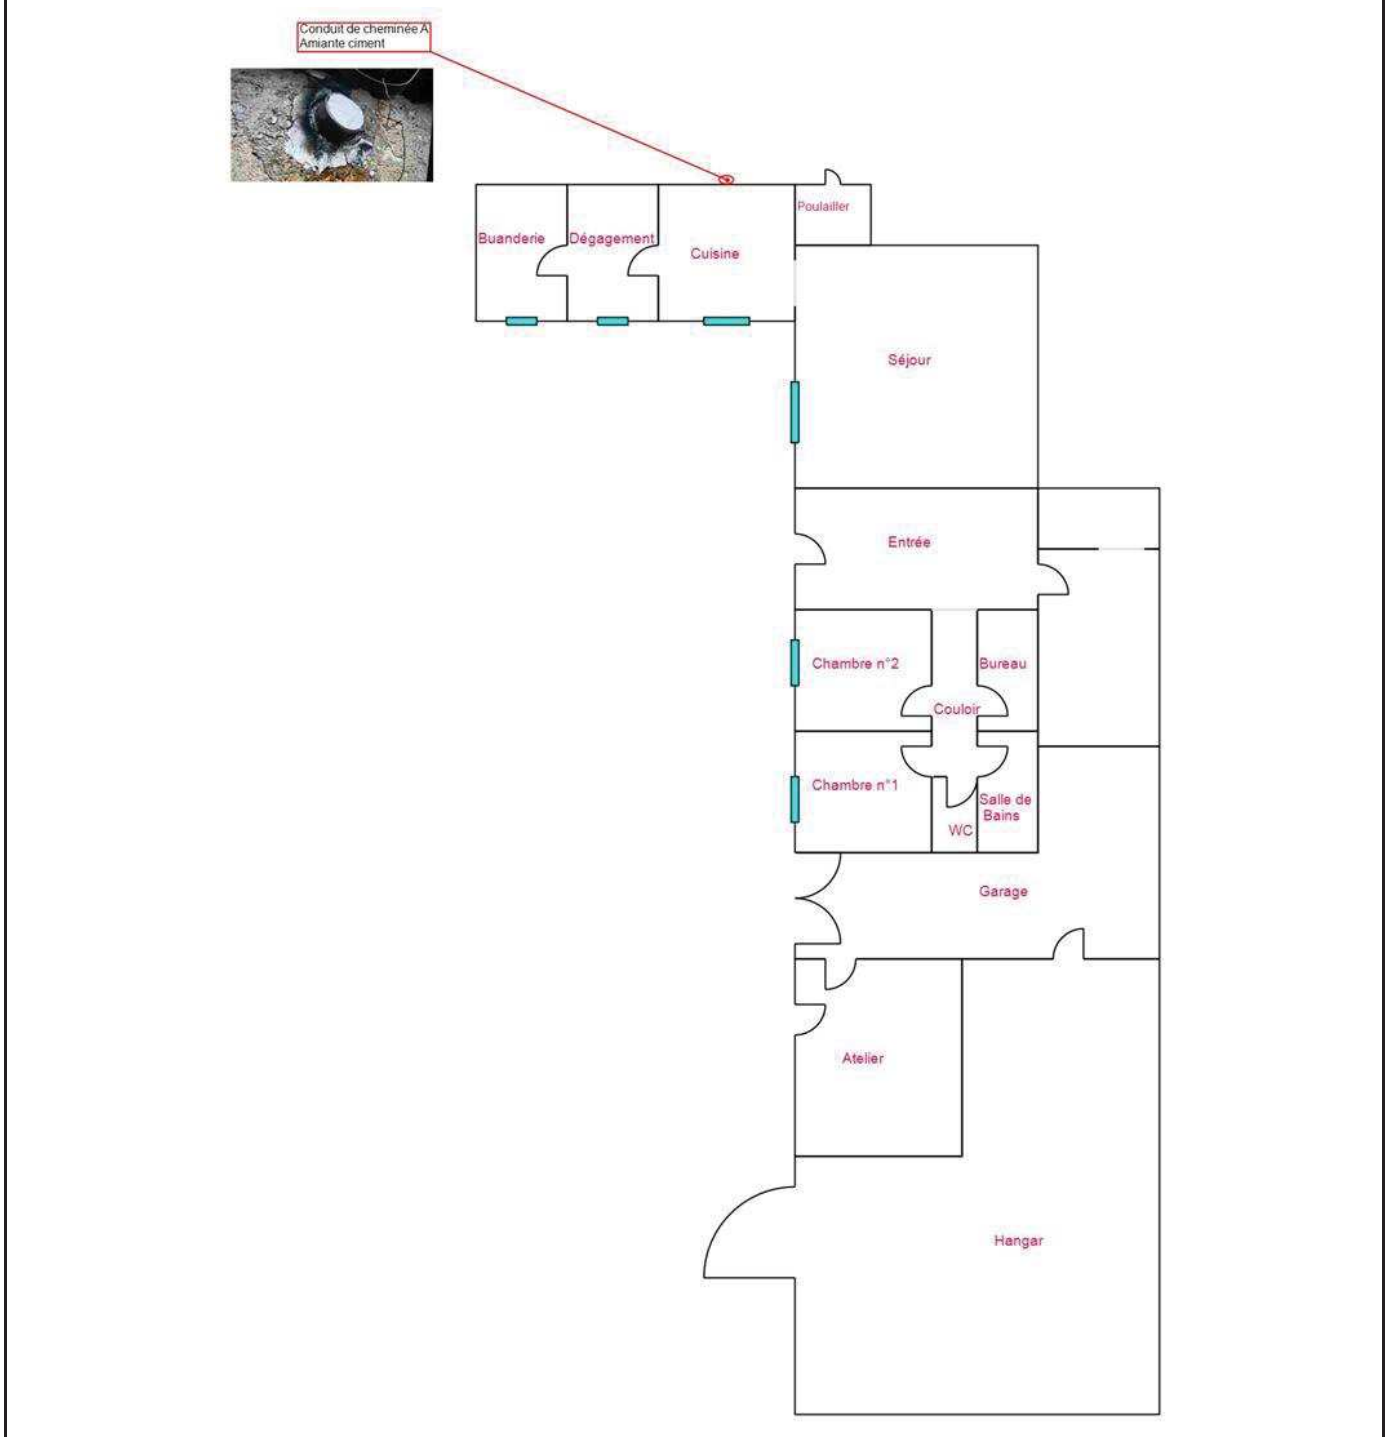 Conduit de cheminée A
Amiante ciment
Poulailler
Buanderie
Dégagement
Cuisine
Séjour
Entrée
Chambre n°2
Bureau
Couloir
Chambre n°1
Salle de
Bains
WC
Garage
Atelier
Hangar